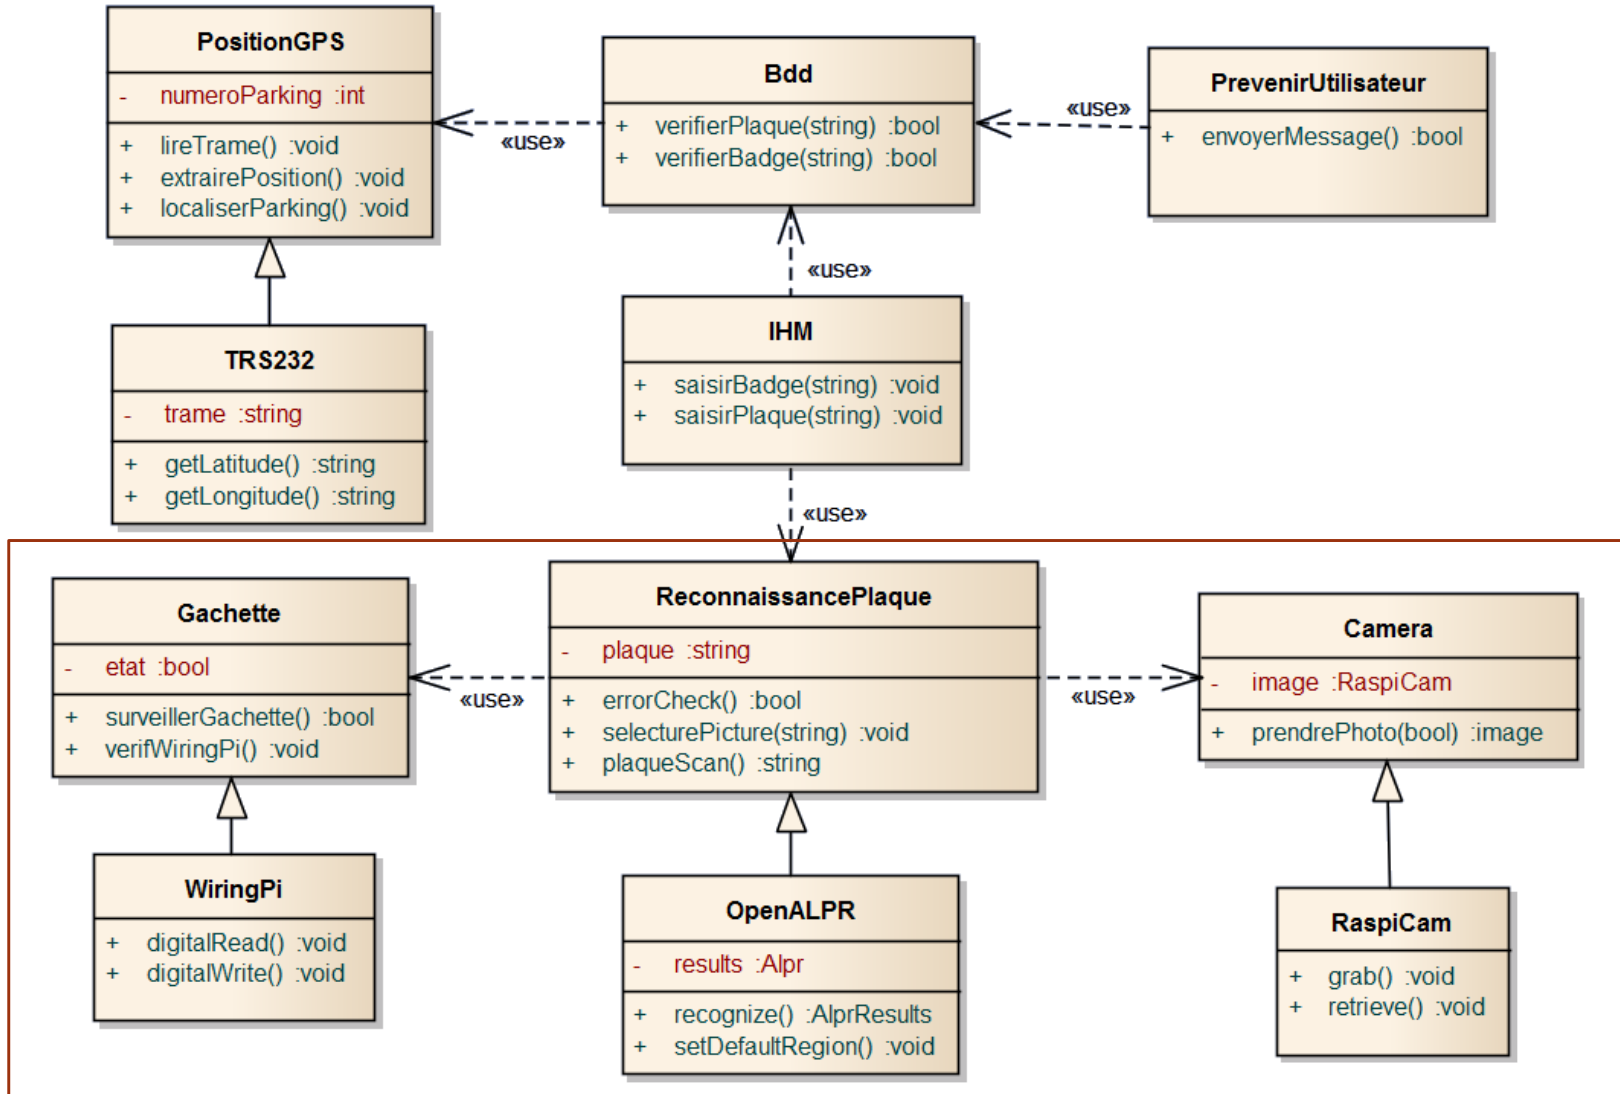 PositionGPS
- numeroParking :int
+ lireTrame() :void
+ extrairePosition() :void
+ localiserParking() :void
«use»
Bdd
+ verifierPlaque(string) :bool
+ verifierBadge(string) :bool
«use»
PrevenirUtilisateur
+ envoyerMessage() :bool
«use»
TRS232
- trame :string
+ getLatitude() :string
+ getLongitude() :string
IHM
+ saisirBadge(string) :void
+ saisirPlaque(string) :void
«use»
Gachette
- etat :bool
+ surveillerGachette() :bool
+ verifWiringPi() :void
«use»
ReconnaissancePlaque
- plaque :string
+ errorCheck() :bool
+ selecturePicture(string) :void
+ plaqueScan() :string
«use»
Camera
- image :RaspiCam
+ prendrePhoto(bool) :image
WiringPi
+ digitalRead() :void
+ digitalWrite() :void
OpenALPR
- results :Alpr
+ recognize() :AlprResults
+ setDefaultRegion() :void
RaspiCam
+ grab() :void
+ retrieve() :void